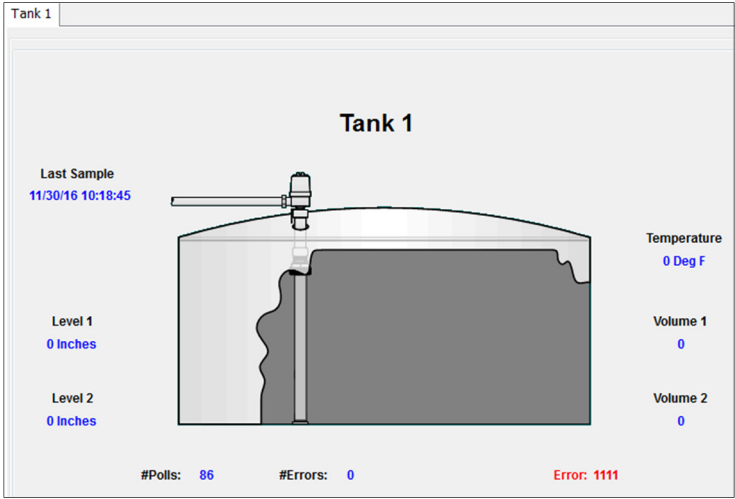 Tank 1
Tank 1
Last Sample
11/30/16 10:18:45
Temperature
0 Deg F
Level 1
0 Inches
Volume 1
0
Level 2
0 Inches
Volume 2
0
#Polls: 86 #Errors: 0 Error: 1111